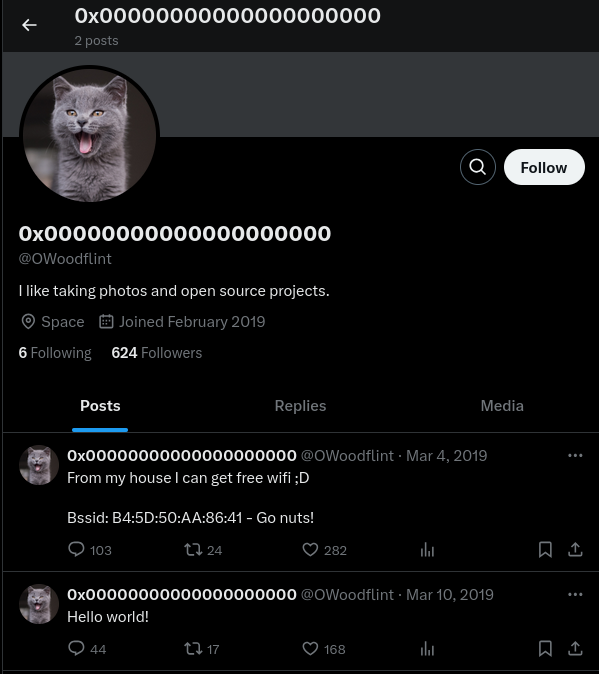 0x00000000000000000000
2 posts
Follow
0x00000000000000000000
@OWoodflint
I like taking photos and open source projects.
Space Joined February 2019
6 Following 624 Followers
Posts Replies Media
0x00000000000000000000 @OWoodflint · Mar 4, 2019
From my house I can get free wifi ;D
Bssid: B4:5D:50:AA:86:41 - Go nuts!
103 24 282
0x00000000000000000000 @OWoodflint · Mar 10, 2019
Hello world!
44 17 168